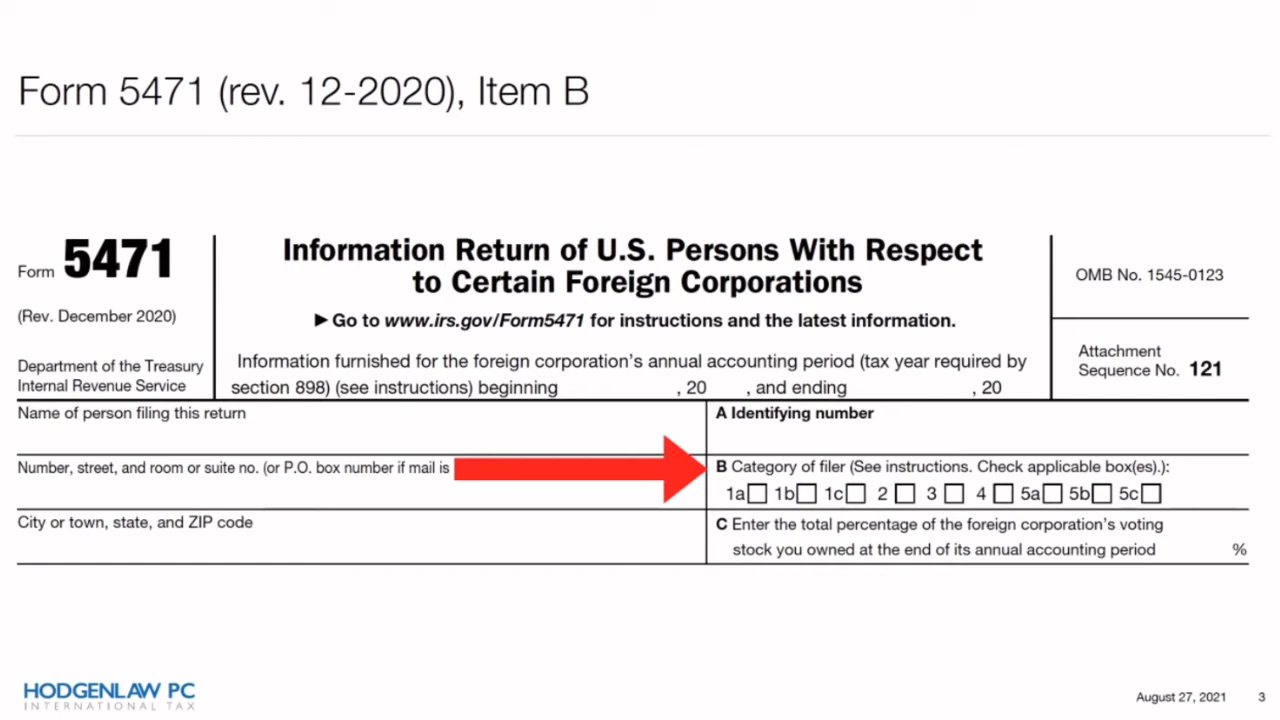 Form 5471 (rev. 12-2020), Item B
Form 5471
(Rev. December 2020)
Department of the Treasury
Internal Revenue Service
Information Return of U.S. Persons With Respect
to Certain Foreign Corporations
▶ Go to www.irs.gov/Form5471 for instructions and the latest information.
Information furnished for the foreign corporation's annual accounting period (tax year required by
section 898) (see instructions) beginning , 20 , and ending , 20
OMB No. 1545-0123
Attachment
Sequence No. 121
Name of person filing this return
A Identifying number
Number, street, and room or suite no. (or P.O. box number if mail is
B Category of filer (See instructions. Check applicable box(es).):
1a 1b 1c 2 3 4 5a 5b 5c
City or town, state, and ZIP code
C Enter the total percentage of the foreign corporation's voting
stock you owned at the end of its annual accounting period %
HODGENLAW PC
INTERNATIONAL TAX
August 27, 2021 3